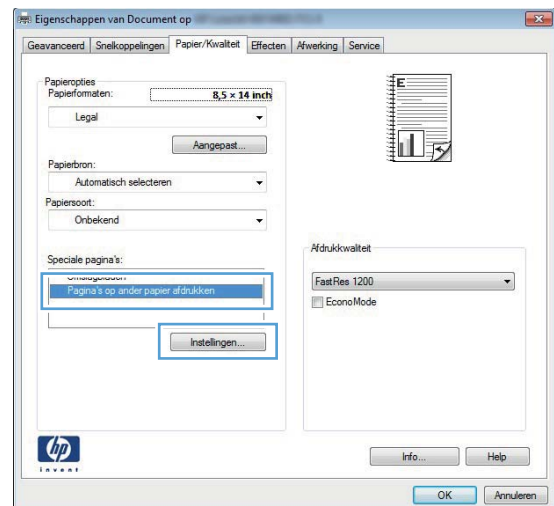 Eigenschappen van Document op
Geavanceerd Snelkoppelingen Papier/Kwaliteit Effecten Afwerking Service
Papieropties
Papierformaten: 8,5 × 14 inch
Legal
Aangepast...
Papierbron:
Automatisch selecteren
Papiersoort:
Onbekend
Speciale pagina's:
Omslagbladen
Pagina's op ander papier afdrukken
Instellingen...
E
Afdrukkwaliteit
FastRes 1200
EconoMode
hp
invent
Info... Help
OK Annuleren